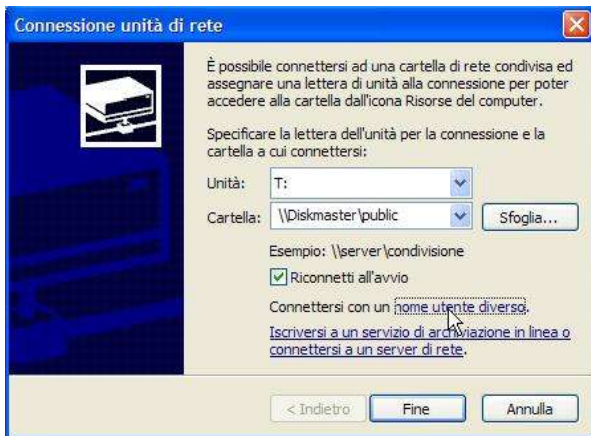 Connessione unità di rete
È possibile connettersi ad una cartella di rete condivisa ed
assegnare una lettera di unità alla connessione per poter
accedere alla cartella dall'icona Risorse del computer.
Specificare la lettera dell'unità per la connessione e la
cartella a cui connettersi:
Unità: T:
Cartella: \\Diskmaster\public Sfoglia...
Esempio: \\server\condivisione
Riconnetti all'avvio
Connettersi con un nome utente diverso.
Iscriversi a un servizio di archiviazione in linea o
connettersi a un server di rete.
< Indietro Fine Annulla